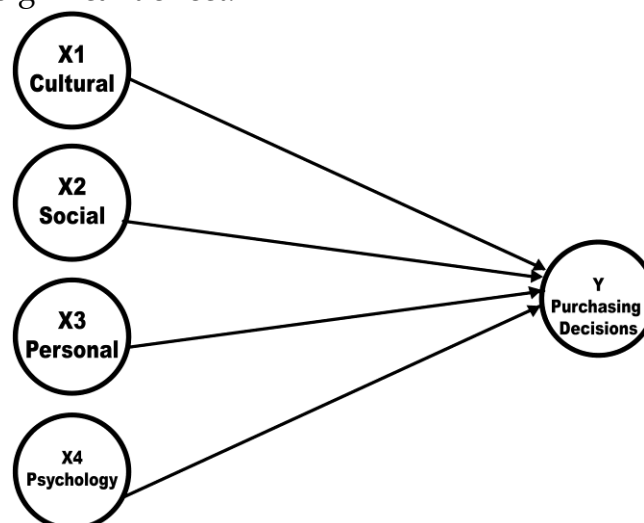 X1
Cultural
X2
Social
X3
Personal
X4
Psychology
Y
Purchasing
Decisions